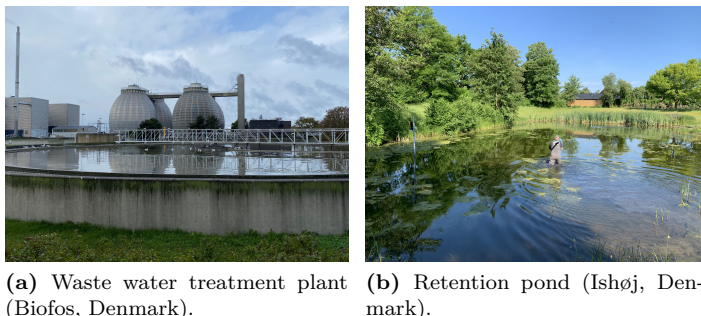 (a) Waste water treatment plant
(Biofos, Denmark).
(b) Retention pond (Ishøj, Den-
mark).